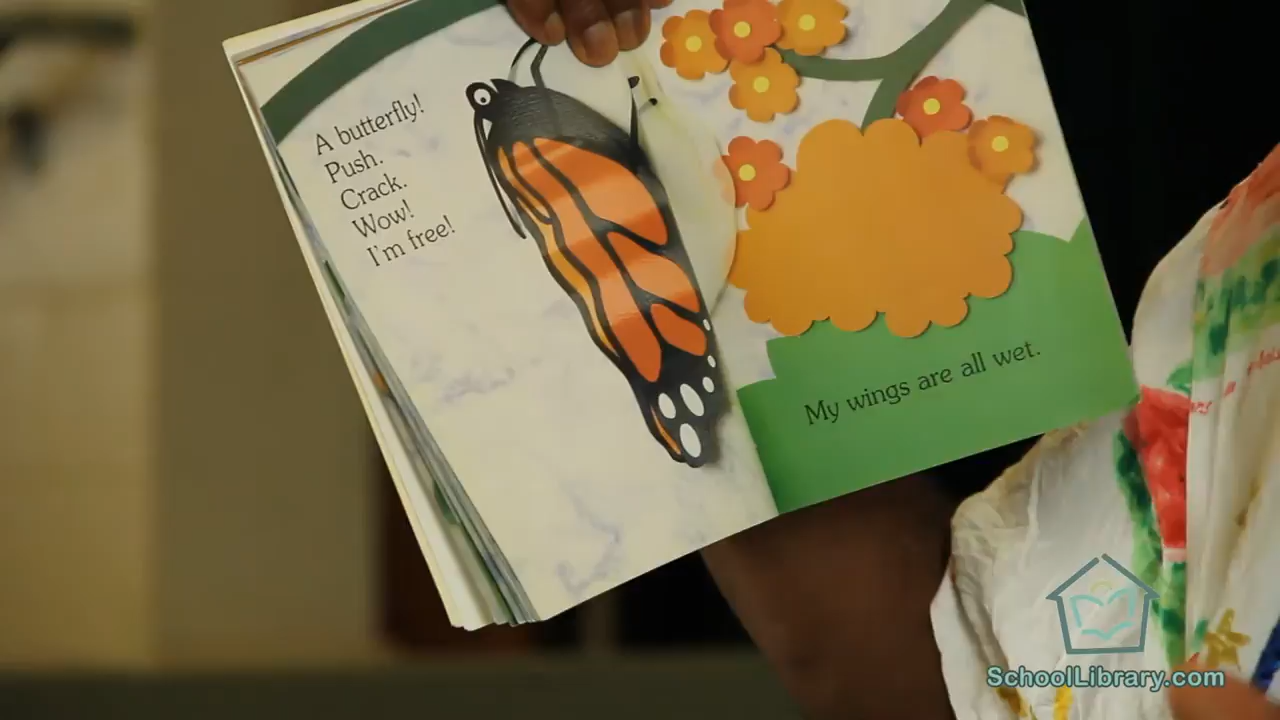 A butterfly!
Push.
Crack.
Wow!
I'm free!
My wings are all wet.
SchoolLibrary.com